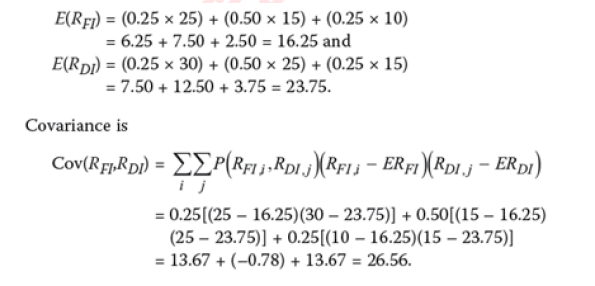 E(R_FI) = (0.25 × 25) + (0.50 × 15) + (0.25 × 10)
= 6.25 + 7.50 + 2.50 = 16.25 and
E(R_DI) = (0.25 × 30) + (0.50 × 25) + (0.25 × 15)
= 7.50 + 12.50 + 3.75 = 23.75.
Covariance is
Cov(R_FI,R_DI) = ∑_i ∑_j P(R_FI,i,R_DI,j)(R_FI,i − ER_FI)(R_DI,j − ER_DI)
= 0.25[(25 − 16.25)(30 − 23.75)] + 0.50[(15 − 16.25)
(25 − 23.75)] + 0.25[(10 − 16.25)(15 − 23.75)]
= 13.67 + (−0.78) + 13.67 = 26.56.